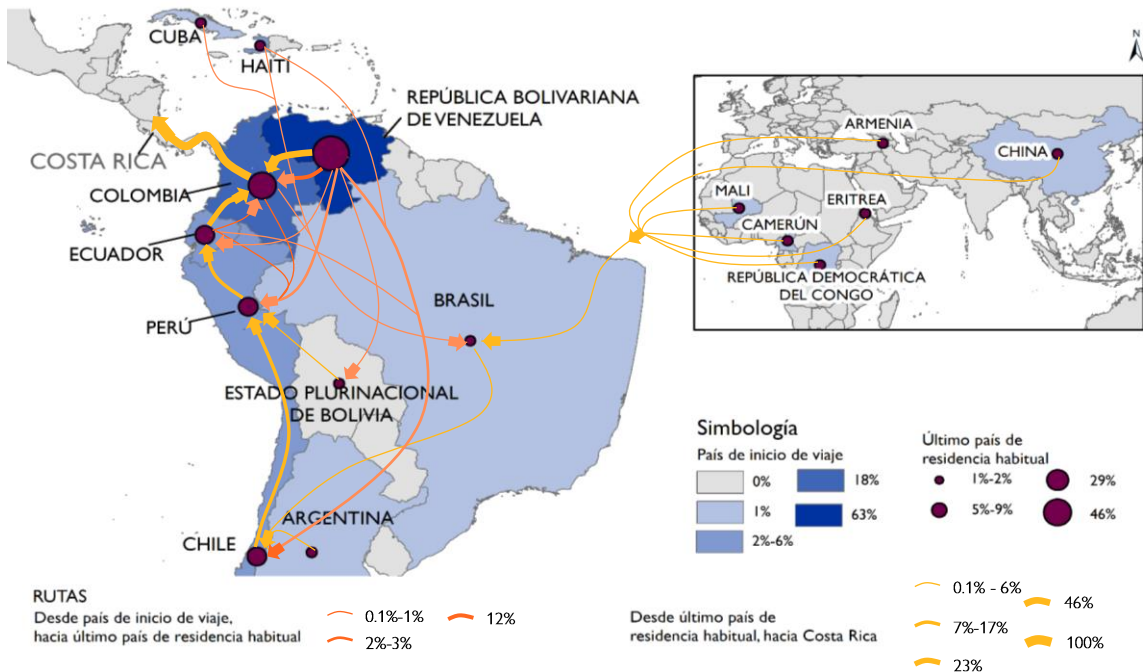 CUBA
HAITÍ
REPÚBLICA BOLIVARIANA
DE VENEZUELA
COSTA RICA
COLOMBIA
ECUADOR
PERÚ
BRASIL
ESTADO PLURINACIONAL
DE BOLIVIA
ARGENTINA
CHILE
N
ARMENIA
CHINA
MALI
ERITREA
CAMERÚN
REPÚBLICA DEMOCRÁTICA
DEL CONGO
Simbología
País de inicio de viaje
0%
18%
1%
63%
2%-6%
Último país de
residencia habitual
1%-2%
29%
5%-9%
46%
RUTAS
Desde país de inicio de viaje,
hacia último país de residencia habitual
0.1%-1%
12%
2%-3%
Desde último país de
residencia habitual, hacia Costa Rica
0.1% - 6%
46%
7%-17%
100%
23%